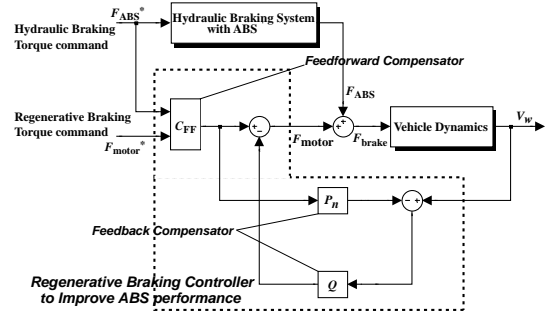 F_ABS*
Hydraulic Braking
Torque command
Hydraulic Braking System
with ABS
Feedforward Compensator
F_ABS
Regenerative Braking
Torque command
F_motor*
C_FF
+
−
F_motor
+
+
F_brake
Vehicle Dynamics
V_w
P_n
− +
Feedback Compensator
Q
Regenerative Braking Controller
to Improve ABS performance